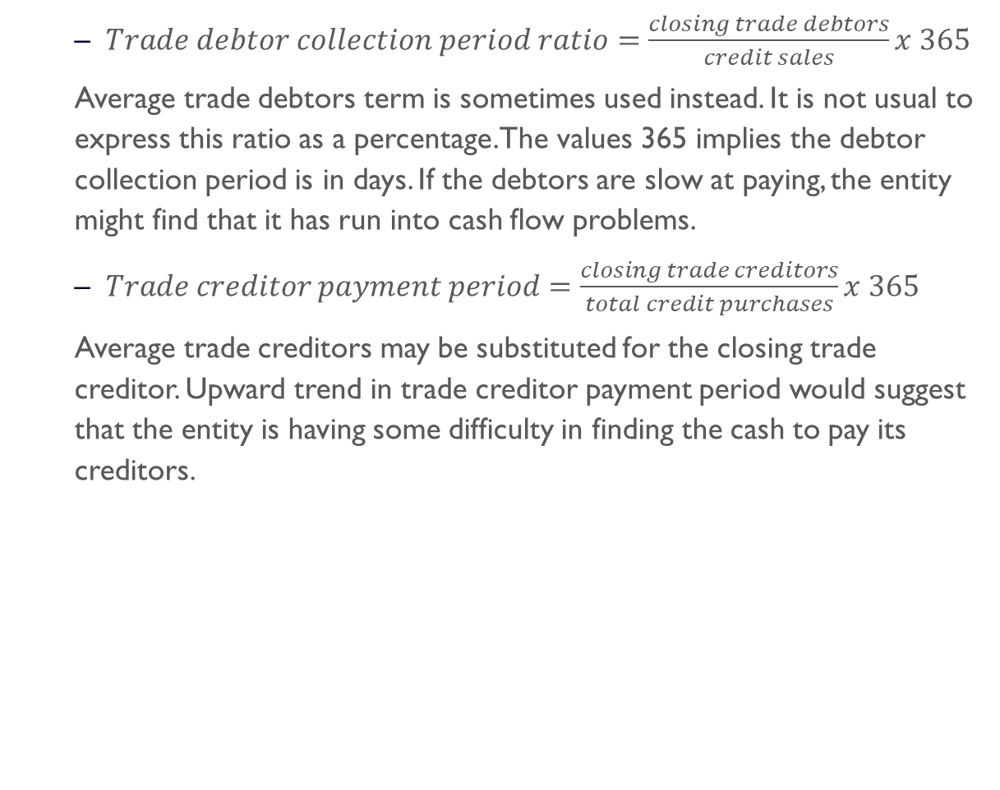 – Trade debtor collection period ratio = closing trade debtors / credit sales x 365
Average trade debtors term is sometimes used instead. It is not usual to
express this ratio as a percentage. The values 365 implies the debtor
collection period is in days. If the debtors are slow at paying, the entity
might find that it has run into cash flow problems.
– Trade creditor payment period = closing trade creditors / total credit purchases x 365
Average trade creditors may be substituted for the closing trade
creditor. Upward trend in trade creditor payment period would suggest
that the entity is having some difficulty in finding the cash to pay its
creditors.